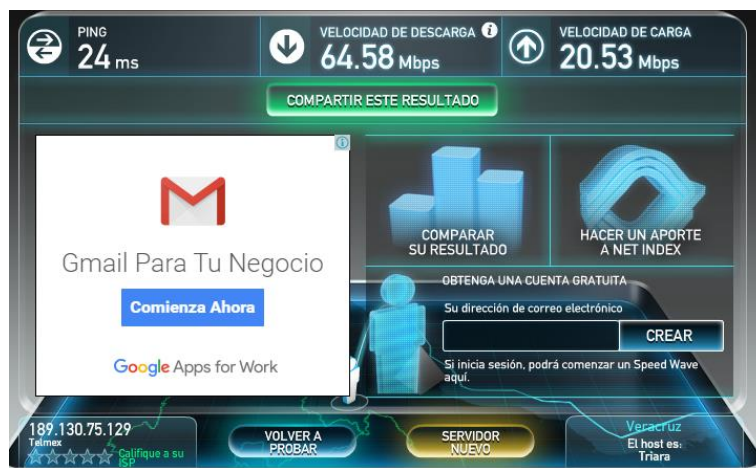 PING
24 ms
VELOCIDAD DE DESCARGA i
64.58 Mbps
VELOCIDAD DE CARGA
20.53 Mbps
COMPARTIR ESTE RESULTADO
Gmail Para Tu Negocio
Comienza Ahora
Google Apps for Work
COMPARAR
SU RESULTADO
HACER UN APORTE
A NET INDEX
OBTENGA UNA CUENTA GRATUITA
Su dirección de correo electrónico
CREAR
Si inicia sesión, podrá comenzar un Speed Wave
aquí.
189.130.75.129
Telmex
Califique a su
ISP
VOLVER A
PROBAR
SERVIDOR
NUEVO
Veracruz
El host es:
Triara